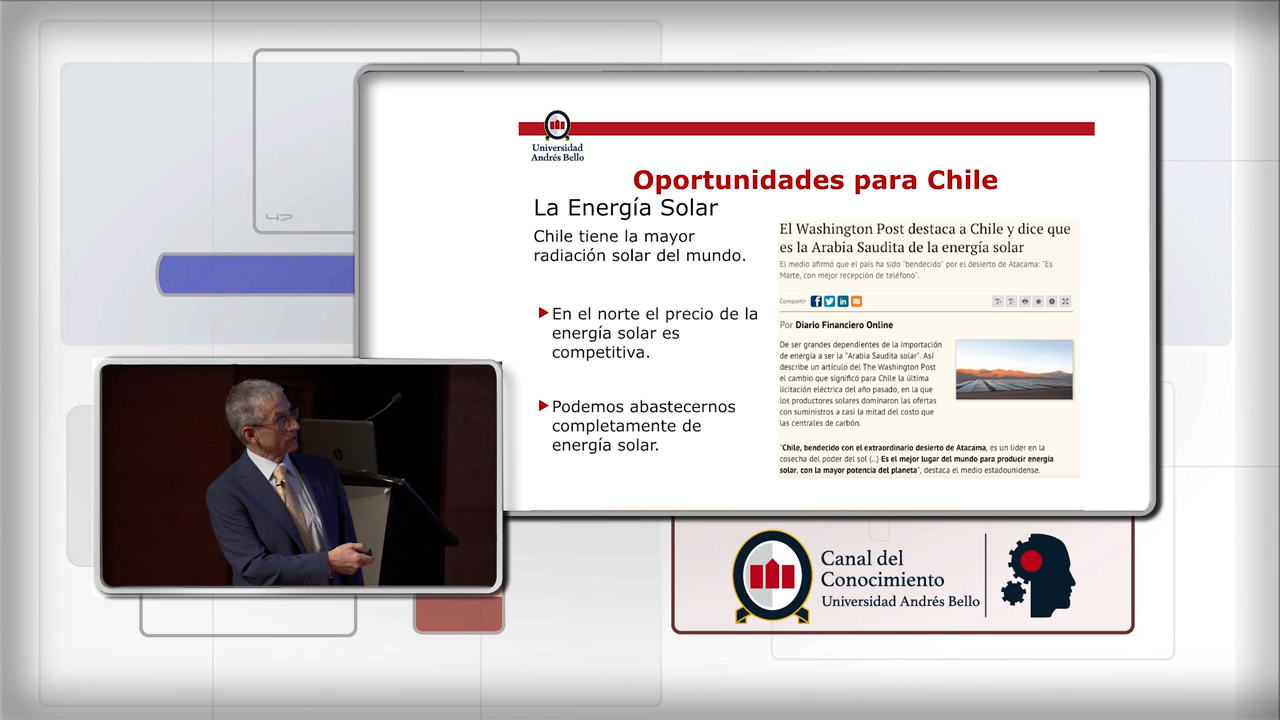 Universidad
Andrés Bello
Oportunidades para Chile
La Energía Solar
Chile tiene la mayor
radiación solar del mundo.
En el norte el precio de la
energía solar es
competitiva.
Podemos abastecernos
completamente de
energía solar.
El Washington Post destaca a Chile y dice que
es la Arabia Saudita de la energía solar
El medio afirmó que el país ha sido "bendecido" por el desierto de Atacama: "Es
Marte, con mejor recepción de teléfono".
Compartir
Por Diario Financiero Online
De ser grandes dependientes de la importación
de energía a ser la "Arabia Saudita solar". Así
describe un artículo del The Washington Post
el cambio que significó para Chile la última
licitación eléctrica del año pasado, en la que
los productores solares dominaron las ofertas
con suministros a casi la mitad del costo que
las centrales de carbón.
"Chile, bendecido con el extraordinario desierto de Atacama, es un líder en la
cosecha del poder del sol (...) Es el mejor lugar del mundo para producir energía
solar, con la mayor potencia del planeta", destaca el medio estadounidense.
47
Canal del
Conocimiento
Universidad Andrés Bello